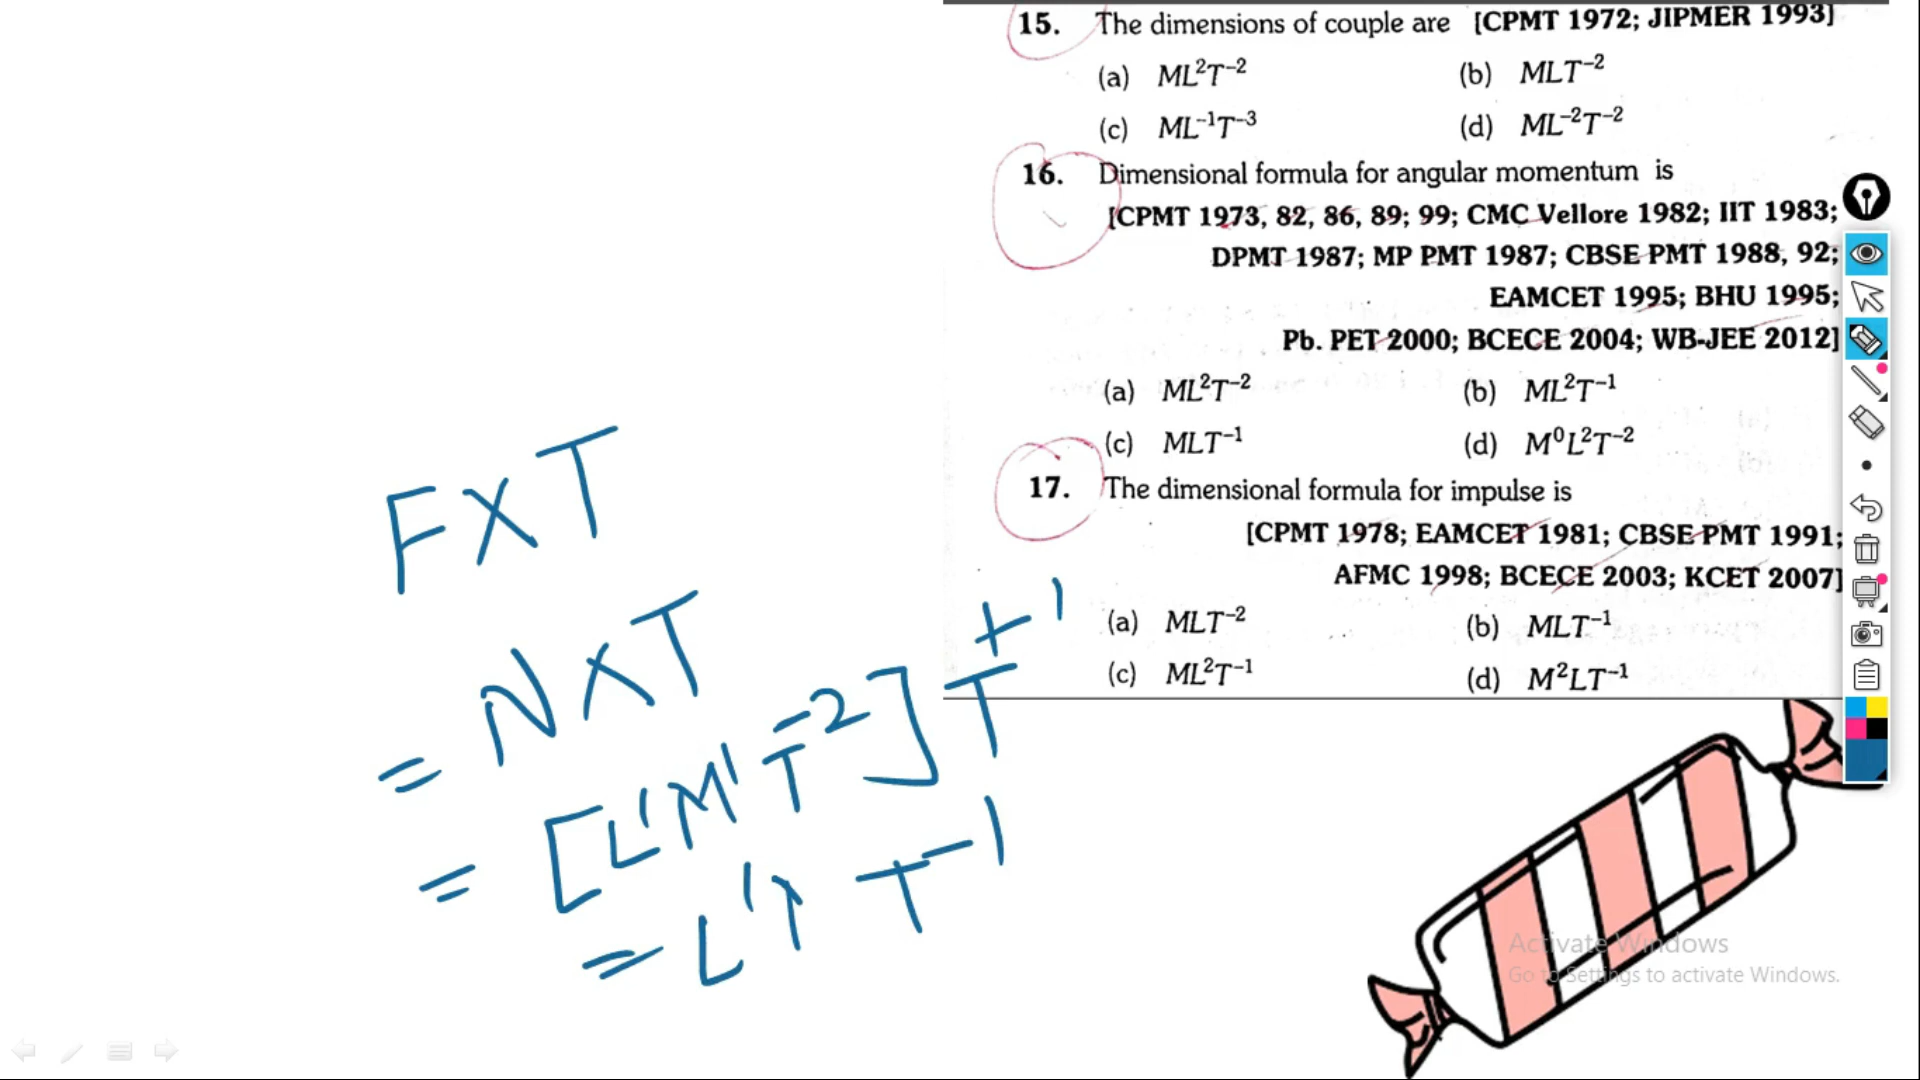 15. The dimensions of couple are [CPMT 1972; JIPMER 1993]
(a) ML²T⁻² (b) MLT⁻²
(c) ML⁻¹T⁻³ (d) ML⁻²T⁻²
16. Dimensional formula for angular momentum is
[CPMT 1973, 82, 86, 89; 99; CMC Vellore 1982; IIT 1983;
DPMT 1987; MP PMT 1987; CBSE PMT 1988, 92;
EAMCET 1995; BHU 1995;
Pb. PET 2000; BCECE 2004; WB-JEE 2012]
(a) ML²T⁻² (b) ML²T⁻¹
(c) MLT⁻¹ (d) M⁰L²T⁻²
17. The dimensional formula for impulse is
[CPMT 1978; EAMCET 1981; CBSE PMT 1991;
AFMC 1998; BCECE 2003; KCET 2007]
(a) MLT⁻² (b) MLT⁻¹
(c) ML²T⁻¹ (d) M²LT⁻¹
F×T
= N×T
= [L¹M¹T⁻²] T⁺¹
= L¹ T⁻¹
Activate Windows
Go to Settings to activate Windows.